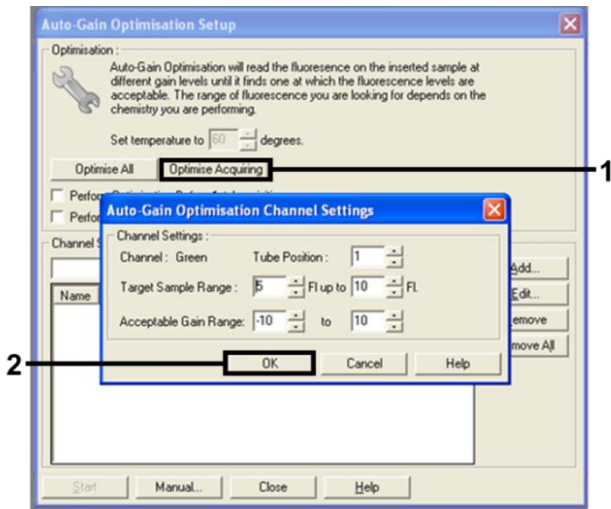 Auto-Gain Optimisation Setup
Optimisation :
Auto-Gain Optimisation will read the fluoresence on the inserted sample at
different gain levels until it finds one at which the fluorescence levels are
acceptable. The range of fluorescence you are looking for depends on the
chemistry you are performing.
Set temperature to 60 degrees.
Optimise All Optimise Acquiring
1
Perform
Perform
Auto-Gain Optimisation Channel Settings
Channel Settings :
Channel : Green Tube Position : 1
Target Sample Range : 5 Fl up to 10 Fl.
Acceptable Gain Range: -10 to 10
OK Cancel Help
2
Channel
Name
Add...
Edit...
Start Manual... Close Help